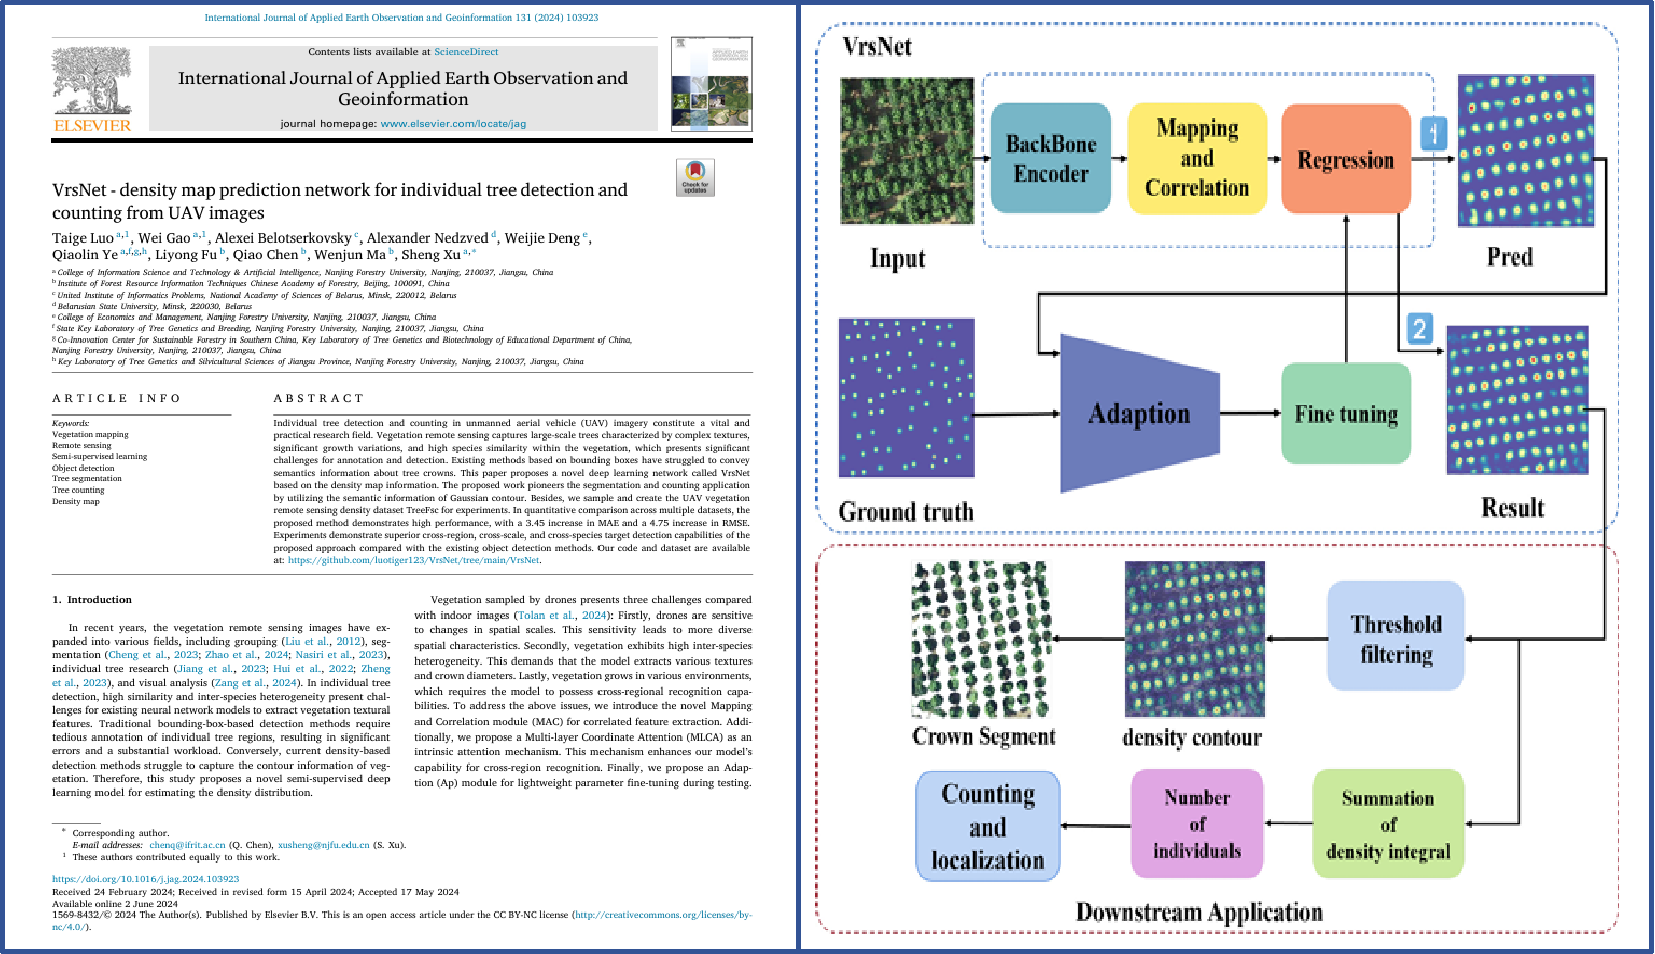 International Journal of Applied Earth Observation and Geoinformation 131 (2024) 103923
Contents lists available at ScienceDirect
International Journal of Applied Earth Observation and
Geoinformation
journal homepage: www.elsevier.com/locate/jag
ELSEVIER
Check for
updates
VrsNet - density map prediction network for individual tree detection and
counting from UAV images
Taige Luo a,1, Wei Gao a,1, Alexei Belotserkovsky c, Alexander Nedzved d, Weijie Deng e,
Qiaolin Ye a,f,g,h, Liyong Fu b, Qiao Chen b, Wenjun Ma b, Sheng Xu a,*
a College of Information Science and Technology & Artificial Intelligence, Nanjing Forestry University, Nanjing, 210037, Jiangsu, China
b Institute of Forest Resource Information Techniques Chinese Academy of Forestry, Beijing, 100091, China
c United Institute of Informatics Problems, National Academy of Sciences of Belarus, Minsk, 220012, Belarus
d Belarusian State University, Minsk, 220030, Belarus
e College of Economics and Management, Nanjing Forestry University, Nanjing, 210037, Jiangsu, China
f State Key Laboratory of Tree Genetics and Breeding, Nanjing Forestry University, Nanjing, 210037, Jiangsu, China
g Co-Innovation Center for Sustainable Forestry in Southern China, Key Laboratory of Tree Genetics and Biotechnology of Educational Department of China,
Nanjing Forestry University, Nanjing, 210037, Jiangsu, China
h Key Laboratory of Tree Genetics and Silvicultural Sciences of Jiangsu Province, Nanjing Forestry University, Nanjing, 210037, Jiangsu, China
ARTICLE INFO
Keywords:
Vegetation mapping
Remote sensing
Semi-supervised learning
Object detection
Tree segmentation
Tree counting
Density map
ABSTRACT
Individual tree detection and counting in unmanned aerial vehicle (UAV) imagery constitute a vital and
practical research field. Vegetation remote sensing captures large-scale trees characterized by complex textures,
significant growth variations, and high species similarity within the vegetation, which presents significant
challenges for annotation and detection. Existing methods based on bounding boxes have struggled to convey
semantics information about tree crowns. This paper proposes a novel deep learning network called VrsNet
based on the density map information. The proposed work pioneers the segmentation and counting application
by utilizing the semantic information of Gaussian contour. Besides, we sample and create the UAV vegetation
remote sensing density dataset TreeFsc for experiments. In quantitative comparison across multiple datasets, the
proposed method demonstrates high performance, with a 3.45 increase in MAE and a 4.75 increase in RMSE.
Experiments demonstrate superior cross-region, cross-scale, and cross-species target detection capabilities of the
proposed approach compared with the existing object detection methods. Our code and dataset are available
at: https://github.com/luotiger123/VrsNet/tree/main/VrsNet.
1. Introduction
In recent years, the vegetation remote sensing images have ex-
panded into various fields, including grouping (Liu et al., 2012), seg-
mentation (Cheng et al., 2023; Zhao et al., 2024; Nasiri et al., 2023),
individual tree research (Jiang et al., 2023; Hui et al., 2022; Zheng
et al., 2023), and visual analysis (Zang et al., 2024). In individual tree
detection, high similarity and inter-species heterogeneity present chal-
lenges for existing neural network models to extract vegetation textural
features. Traditional bounding-box-based detection methods require
tedious annotation of individual tree regions, resulting in significant
errors and a substantial workload. Conversely, current density-based
detection methods struggle to capture the contour information of veg-
etation. Therefore, this study proposes a novel semi-supervised deep
learning model for estimating the density distribution.
Vegetation sampled by drones presents three challenges compared
with indoor images (Tolan et al., 2024): Firstly, drones are sensitive
to changes in spatial scales. This sensitivity leads to more diverse
spatial characteristics. Secondly, vegetation exhibits high inter-species
heterogeneity. This demands that the model extracts various textures
and crown diameters. Lastly, vegetation grows in various environments,
which requires the model to possess cross-regional recognition capa-
bilities. To address the above issues, we introduce the novel Mapping
and Correlation module (MAC) for correlated feature extraction. Addi-
tionally, we propose a Multi-layer Coordinate Attention (MLCA) as an
intrinsic attention mechanism. This mechanism enhances our model's
capability for cross-region recognition. Finally, we propose an Adap-
tion (Ap) module for lightweight parameter fine-tuning during testing.
* Corresponding author.
E-mail addresses: chenq@ifrit.ac.cn (Q. Chen), xusheng@njfu.edu.cn (S. Xu).
1 These authors contributed equally to this work.
https://doi.org/10.1016/j.jag.2024.103923
Received 24 February 2024; Received in revised form 15 April 2024; Accepted 17 May 2024
Available online 2 June 2024
1569-8432/© 2024 The Author(s). Published by Elsevier B.V. This is an open access article under the CC BY-NC license (http://creativecommons.org/licenses/by-
nc/4.0/).
VrsNet
BackBone
Encoder
Mapping
and
Correlation
Regression
1
Input
Pred
2
Adaption
Fine tuning
Ground truth
Result
Threshold
filtering
Crown Segment
density contour
Counting
and
localization
Number
of
individuals
Summation
of
density integral
Downstream Application